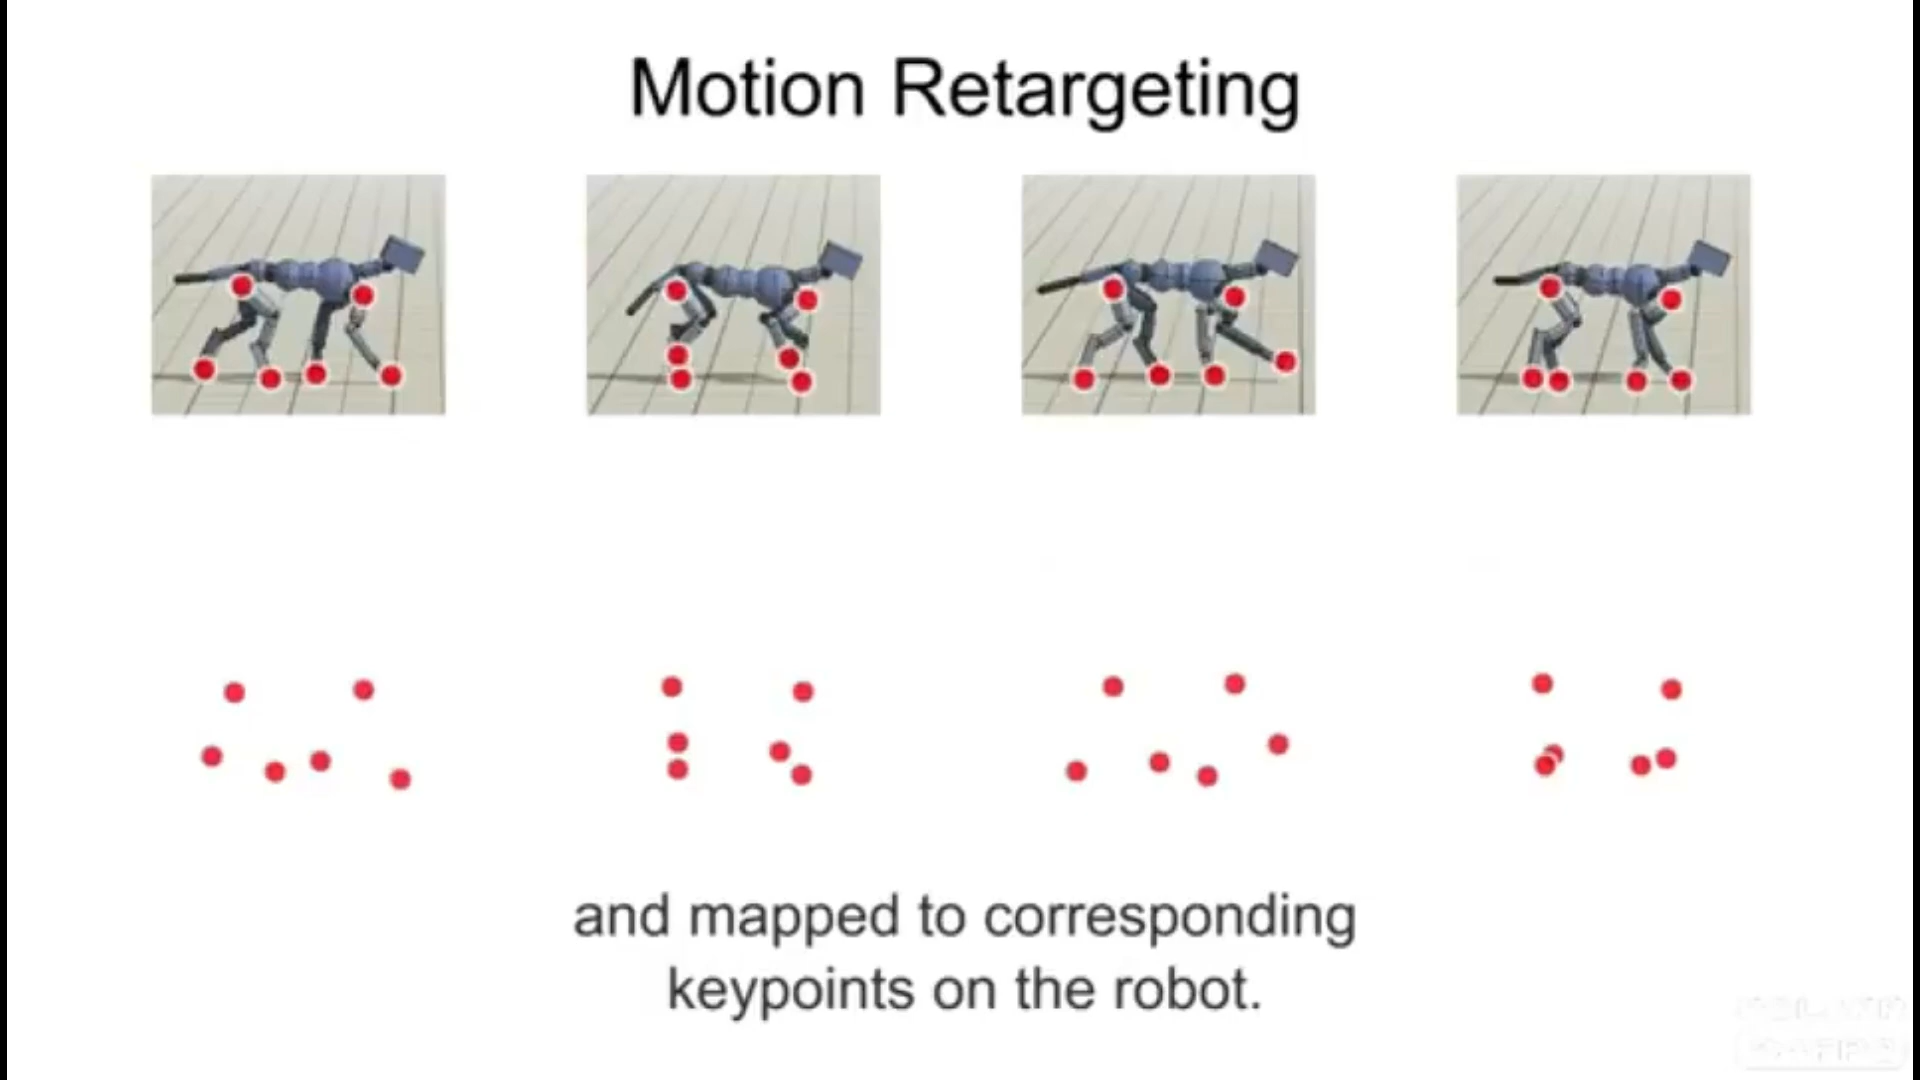 Motion Retargeting
and mapped to corresponding
keypoints on the robot.